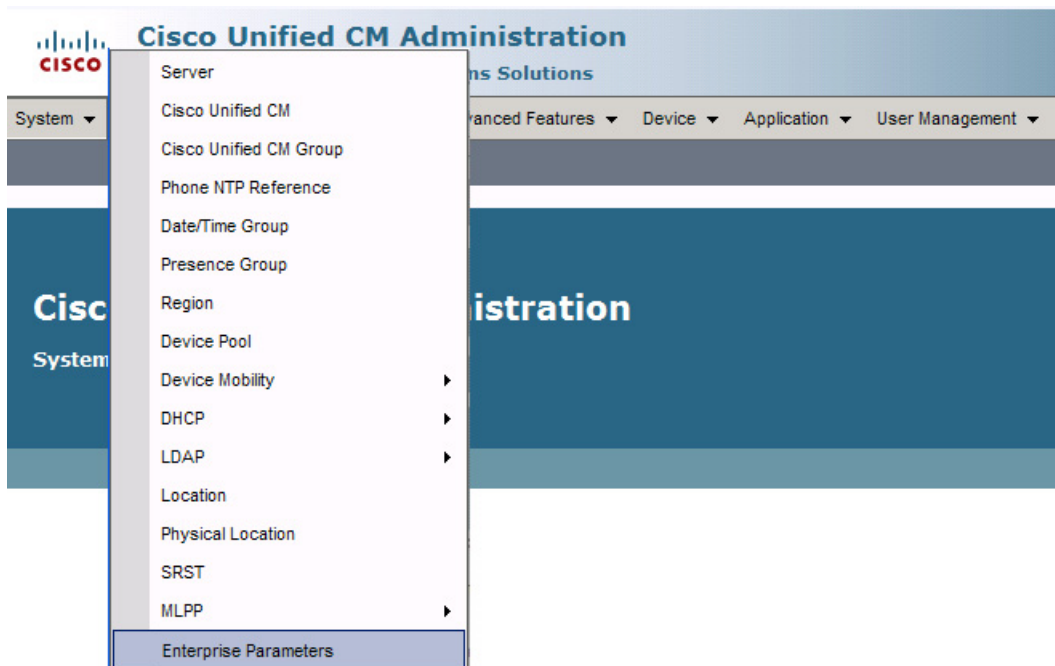 Cisco Unified CM Administration
CISCO
ns Solutions
System
vanced Features
Device
Application
User Management
Server
Cisco Unified CM
Cisco Unified CM Group
Phone NTP Reference
Date/Time Group
Presence Group
Region
Device Pool
Device Mobility
DHCP
LDAP
Location
Physical Location
SRST
MLPP
Enterprise Parameters
Cisc
istration
System